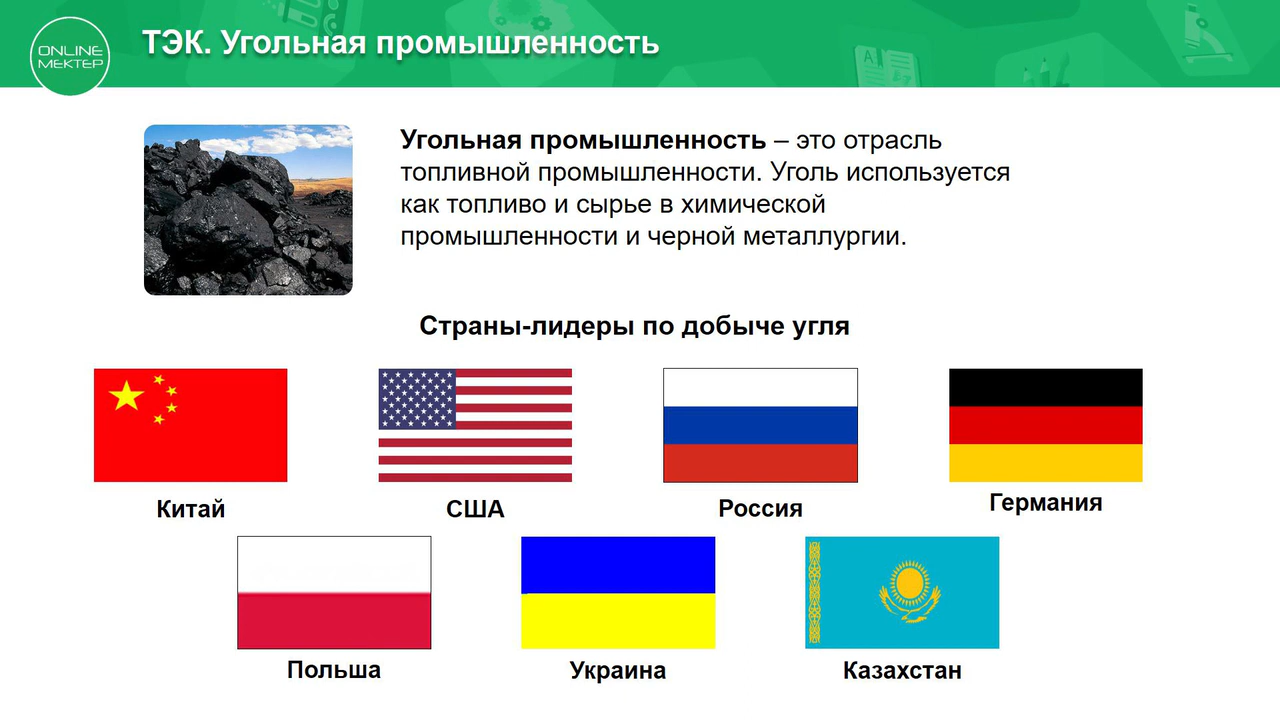 ONLINE
МЕКТЕР
ТЭК. Угольная промышленность
Угольная промышленность – это отрасль
топливной промышленности. Уголь используется
как топливо и сырье в химической
промышленности и черной металлургии.
Страны-лидеры по добыче угля
Китай
США
Россия
Германия
Польша
Украина
Казахстан